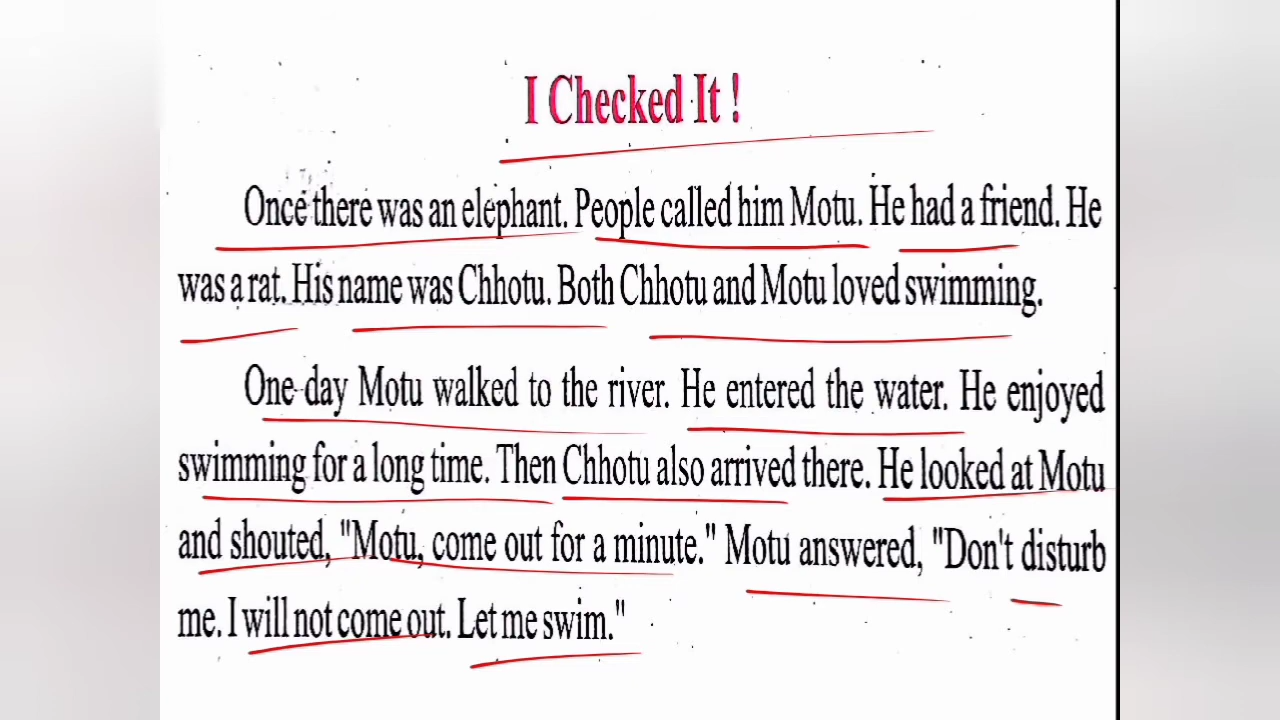 I Checked It !
Once there was an elephant. People called him Motu. He had a friend. He
was a rat. His name was Chhotu. Both Chhotu and Motu loved swimming.
One day Motu walked to the river. He entered the water. He enjoyed
swimming for a long time. Then Chhotu also arrived there. He looked at Motu
and shouted, "Motu, come out for a minute." Motu answered, "Don't disturb
me. I will not come out. Let me swim."